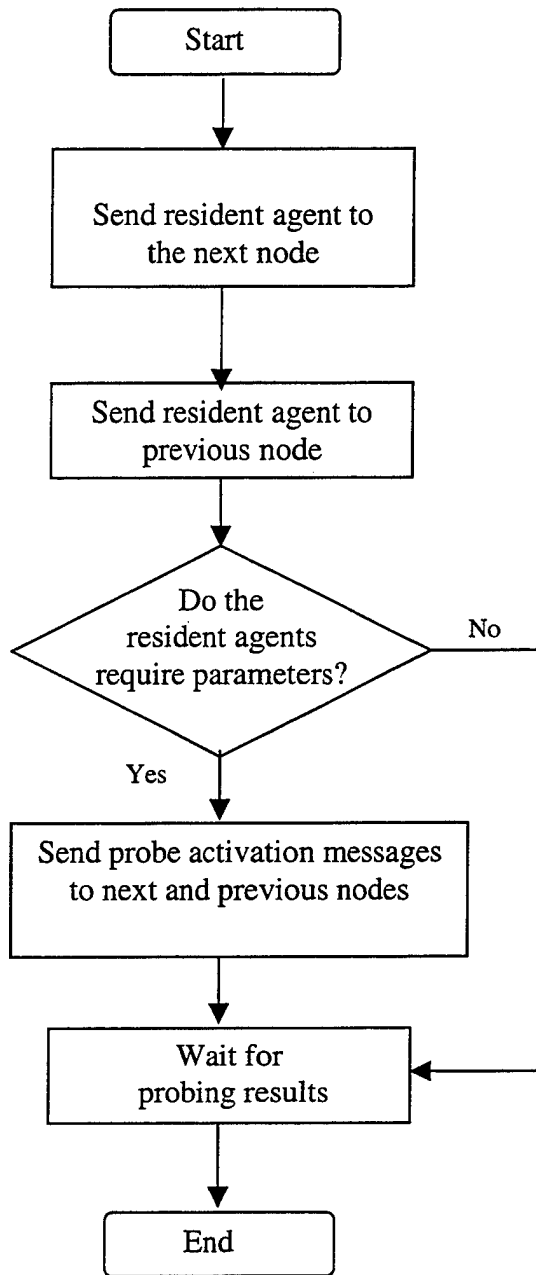 Start
Send resident agent to
the next node
Send resident agent to
previous node
Do the
resident agents
require parameters?
No
Yes
Send probe activation messages
to next and previous nodes
Wait for
probing results
End